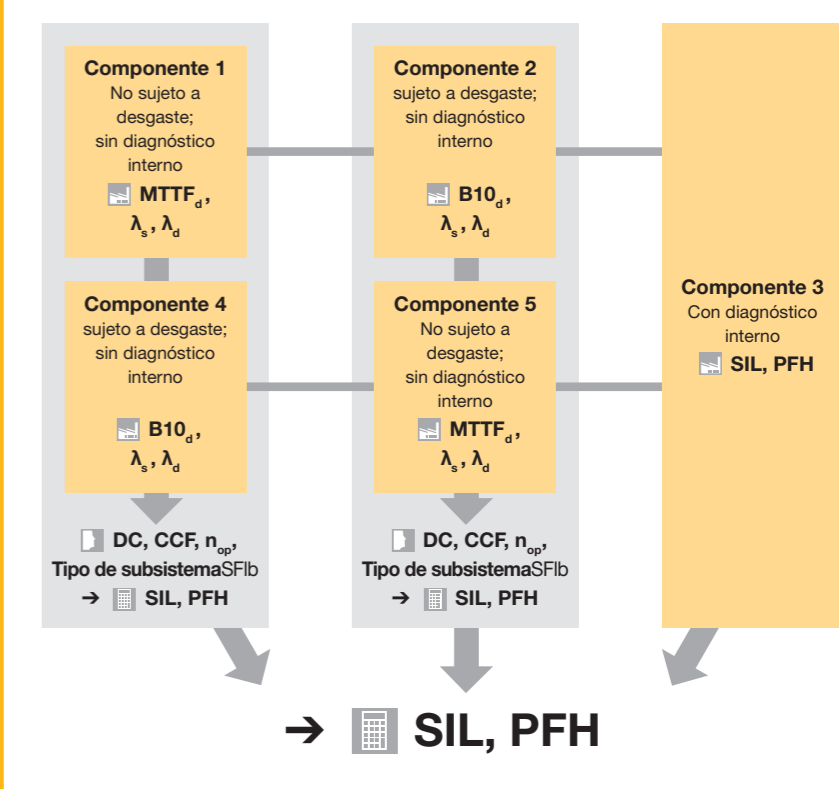 Componente 1
No sujeto a
desgaste;
sin diagnóstico
interno
MTTFd,
λs, λd
Componente 2
sujeto a desgaste;
sin diagnóstico
interno
B10d,
λs, λd
Componente 3
Con diagnóstico
interno
SIL, PFH
Componente 4
sujeto a desgaste;
sin diagnóstico
interno
B10d,
λs, λd
Componente 5
No sujeto a
desgaste;
sin diagnóstico
interno
MTTFd,
λs, λd
DC, CCF, nop,
Tipo de subsistemaSFIb
➔ SIL, PFH
DC, CCF, nop,
Tipo de subsistemaSFIb
➔ SIL, PFH
➔ SIL, PFH